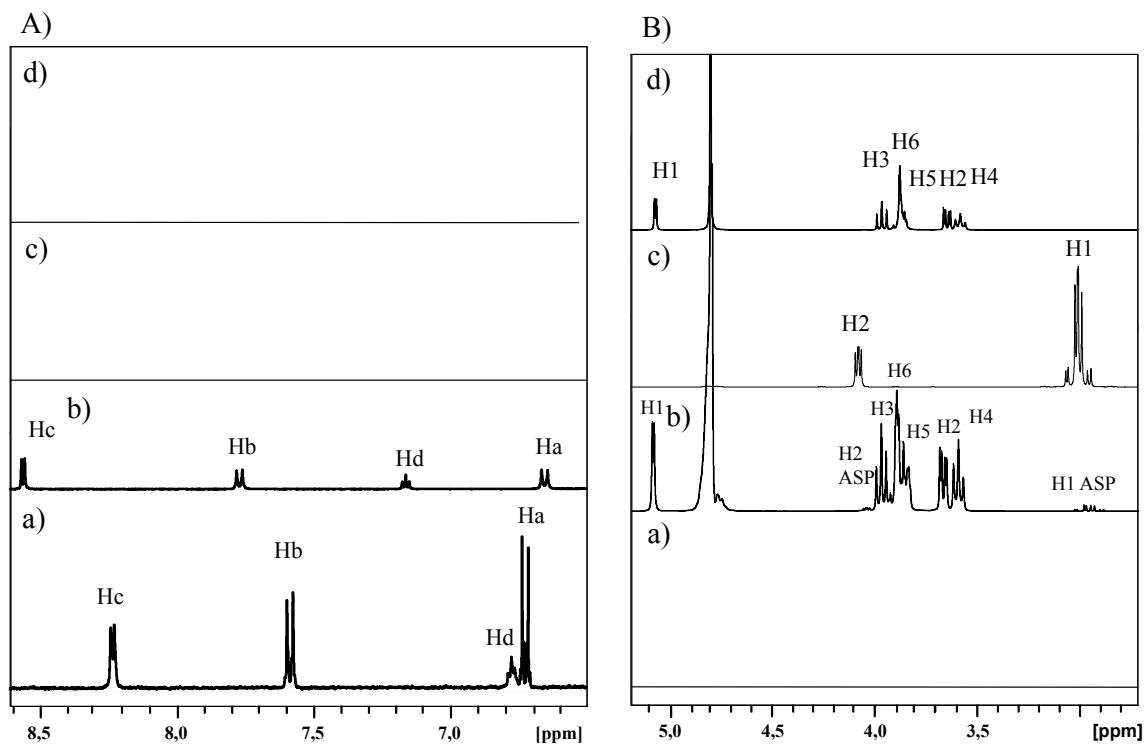 A)
d)
c)
b)
Hc
Hb
Hd
Ha
a)
Hc
Hb
Hd
Ha
8,5 8,0 7,5 7,0 [ppm]
B)
d)
H1
H3
H6
H5 H2 H4
c)
H2
H1
b)
H1
H2
ASP
H3
H6
H5
H2
H4
H1 ASP
a)
5,0 4,5 4,0 3,5 [ppm]